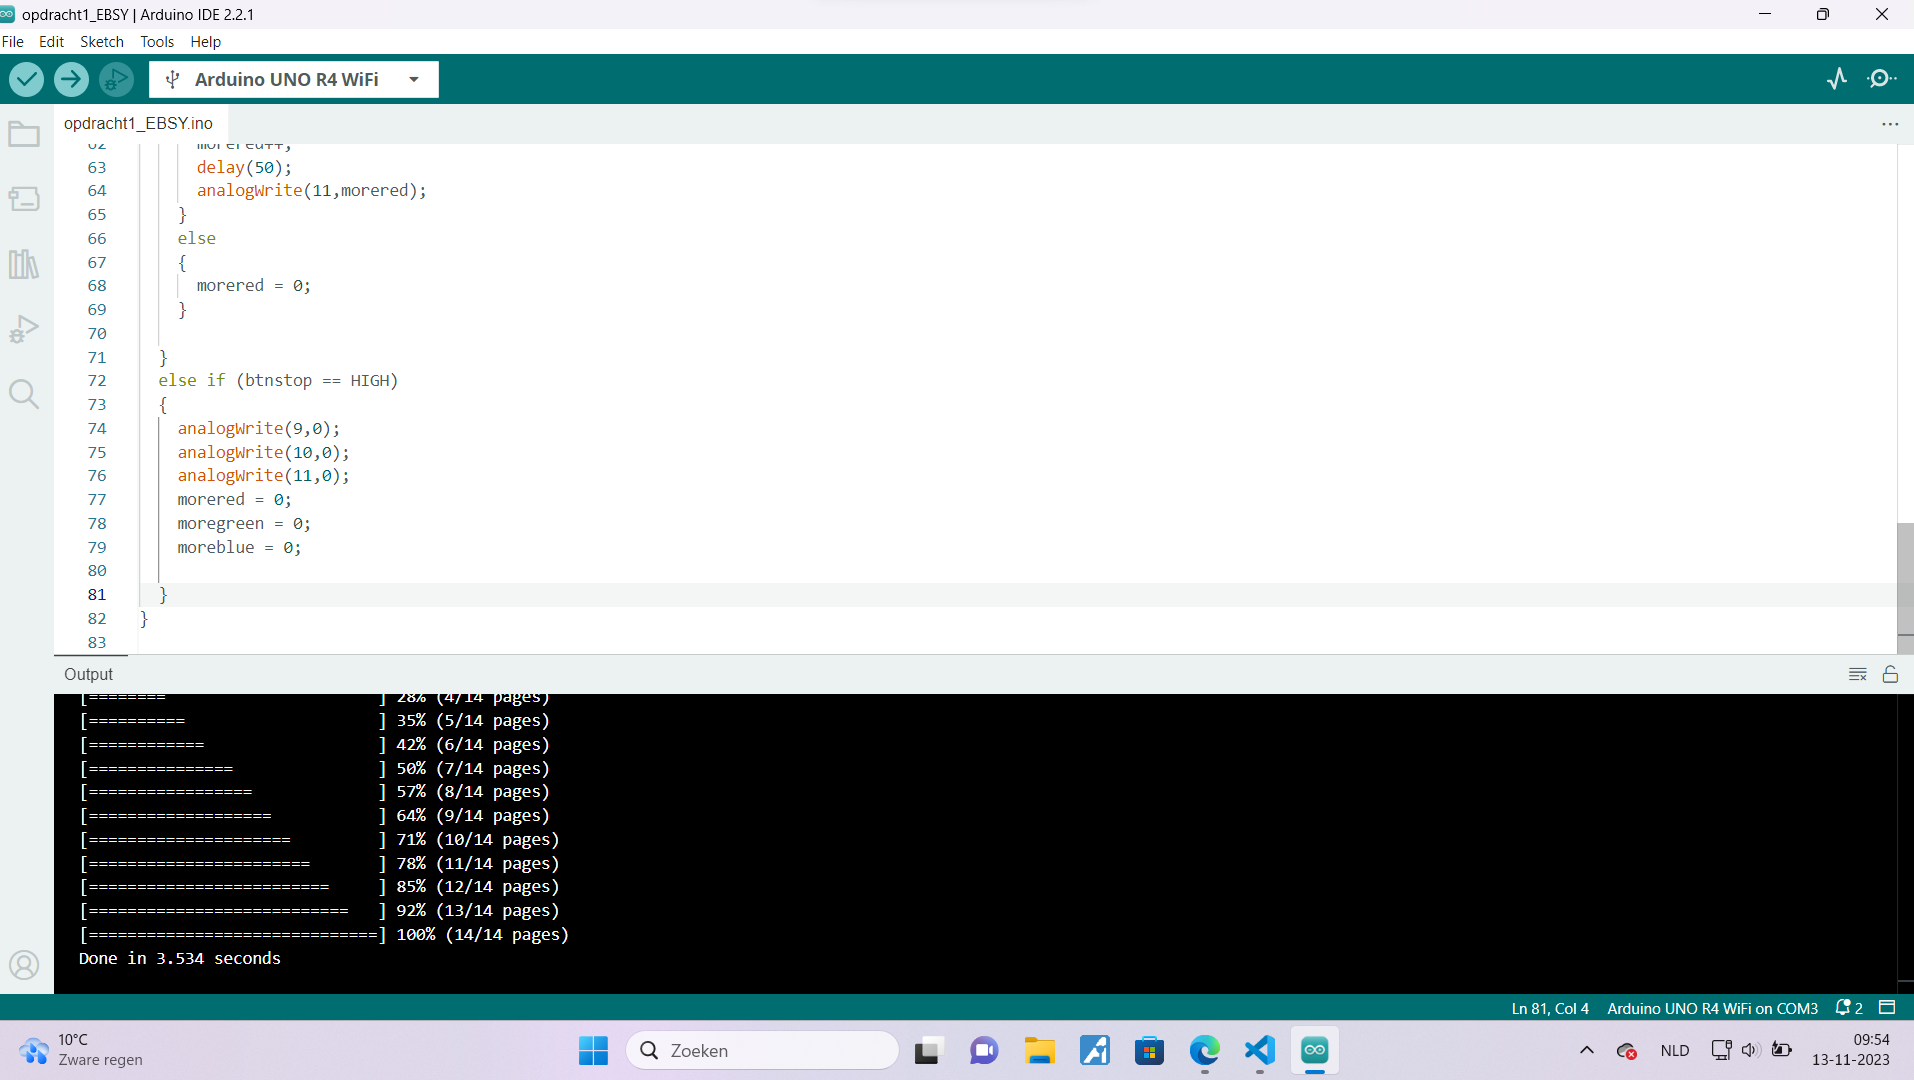 opdracht1_EBSY | Arduino IDE 2.2.1
File Edit Sketch Tools Help
Arduino UNO R4 WiFi
opdracht1_EBSY.ino
62 morered++;
63 delay(50);
64 analogWrite(11,morered);
65 }
66 else
67 {
68 morered = 0;
69 }
70
71 }
72 else if (btnstop == HIGH)
73 {
74 analogWrite(9,0);
75 analogWrite(10,0);
76 analogWrite(11,0);
77 morered = 0;
78 moregreen = 0;
79 moreblue = 0;
80
81 }
82 }
83
Output
[========                      ] 28% (4/14 pages)
[==========                    ] 35% (5/14 pages)
[============                  ] 42% (6/14 pages)
[===============               ] 50% (7/14 pages)
[=================             ] 57% (8/14 pages)
[===================           ] 64% (9/14 pages)
[=====================         ] 71% (10/14 pages)
[=======================       ] 78% (11/14 pages)
[=========================     ] 85% (12/14 pages)
[===========================   ] 92% (13/14 pages)
[==============================] 100% (14/14 pages)
Done in 3.534 seconds
Ln 81, Col 4 Arduino UNO R4 WiFi on COM3 2
10°C
Zware regen
Zoeken
NLD
09:54
13-11-2023